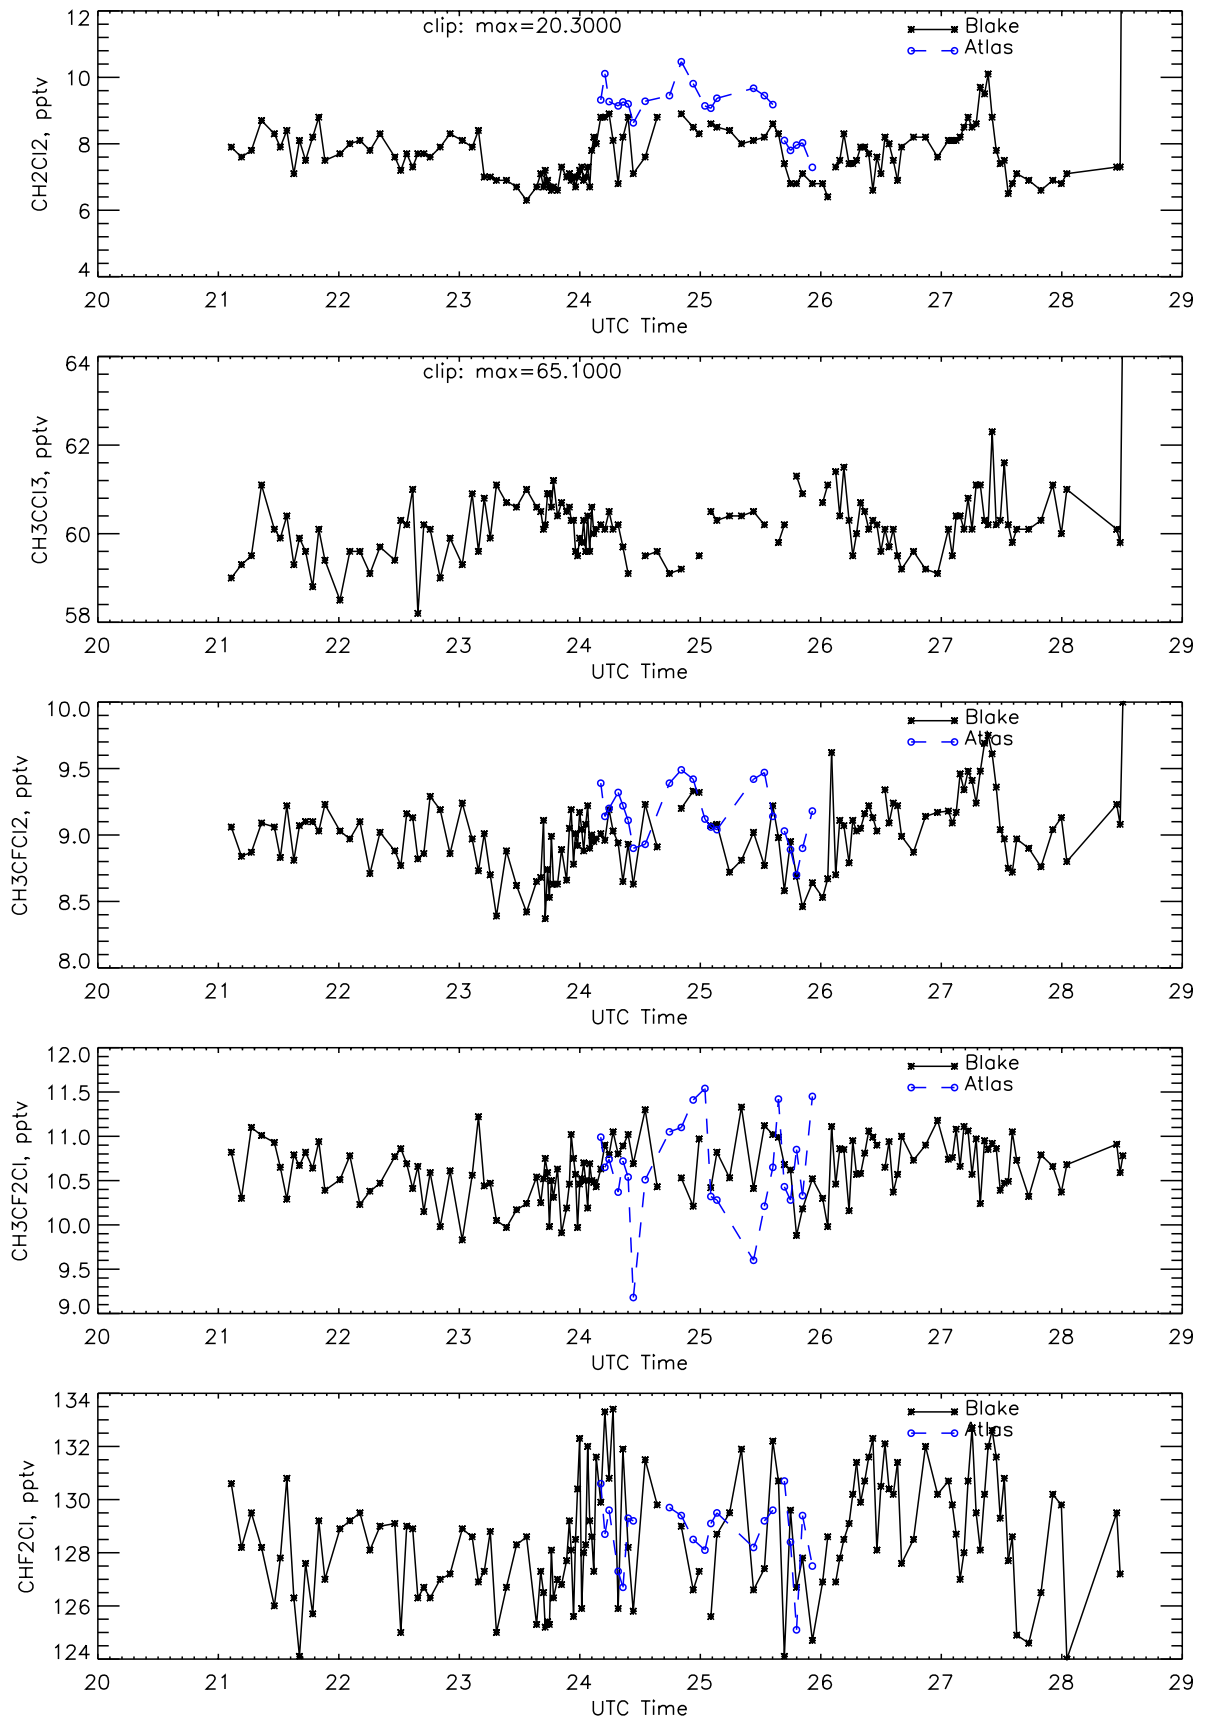 clip: max=20.3000
Blake
Atlas
CH2Cl2, pptv
12
10
8
6
4
20 21 22 23 24 25 26 27 28 29
UTC Time
clip: max=65.1000
CH3CCl3, pptv
64
62
60
58
20 21 22 23 24 25 26 27 28 29
UTC Time
Blake
Atlas
CH3CFCl2, pptv
10.0
9.5
9.0
8.5
8.0
20 21 22 23 24 25 26 27 28 29
UTC Time
Blake
Atlas
CH3CF2Cl, pptv
12.0
11.5
11.0
10.5
10.0
9.5
9.0
20 21 22 23 24 25 26 27 28 29
UTC Time
Blake
Atlas
CHF2Cl, pptv
134
132
130
128
126
124
20 21 22 23 24 25 26 27 28 29
UTC Time